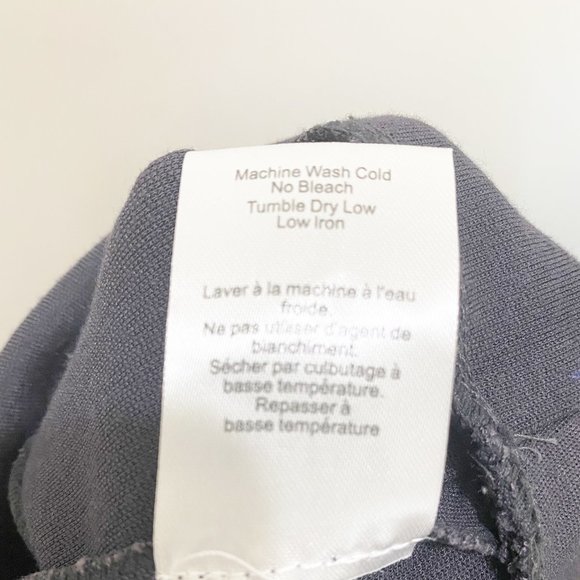 Machine Wash Cold
No Bleach
Tumble Dry Low
Low Iron
Laver à la machine à l'eau
froide.
Ne pas utiliser d'agent de
blanchiment.
Sécher par culbutage à
basse température.
Repasser à
basse température